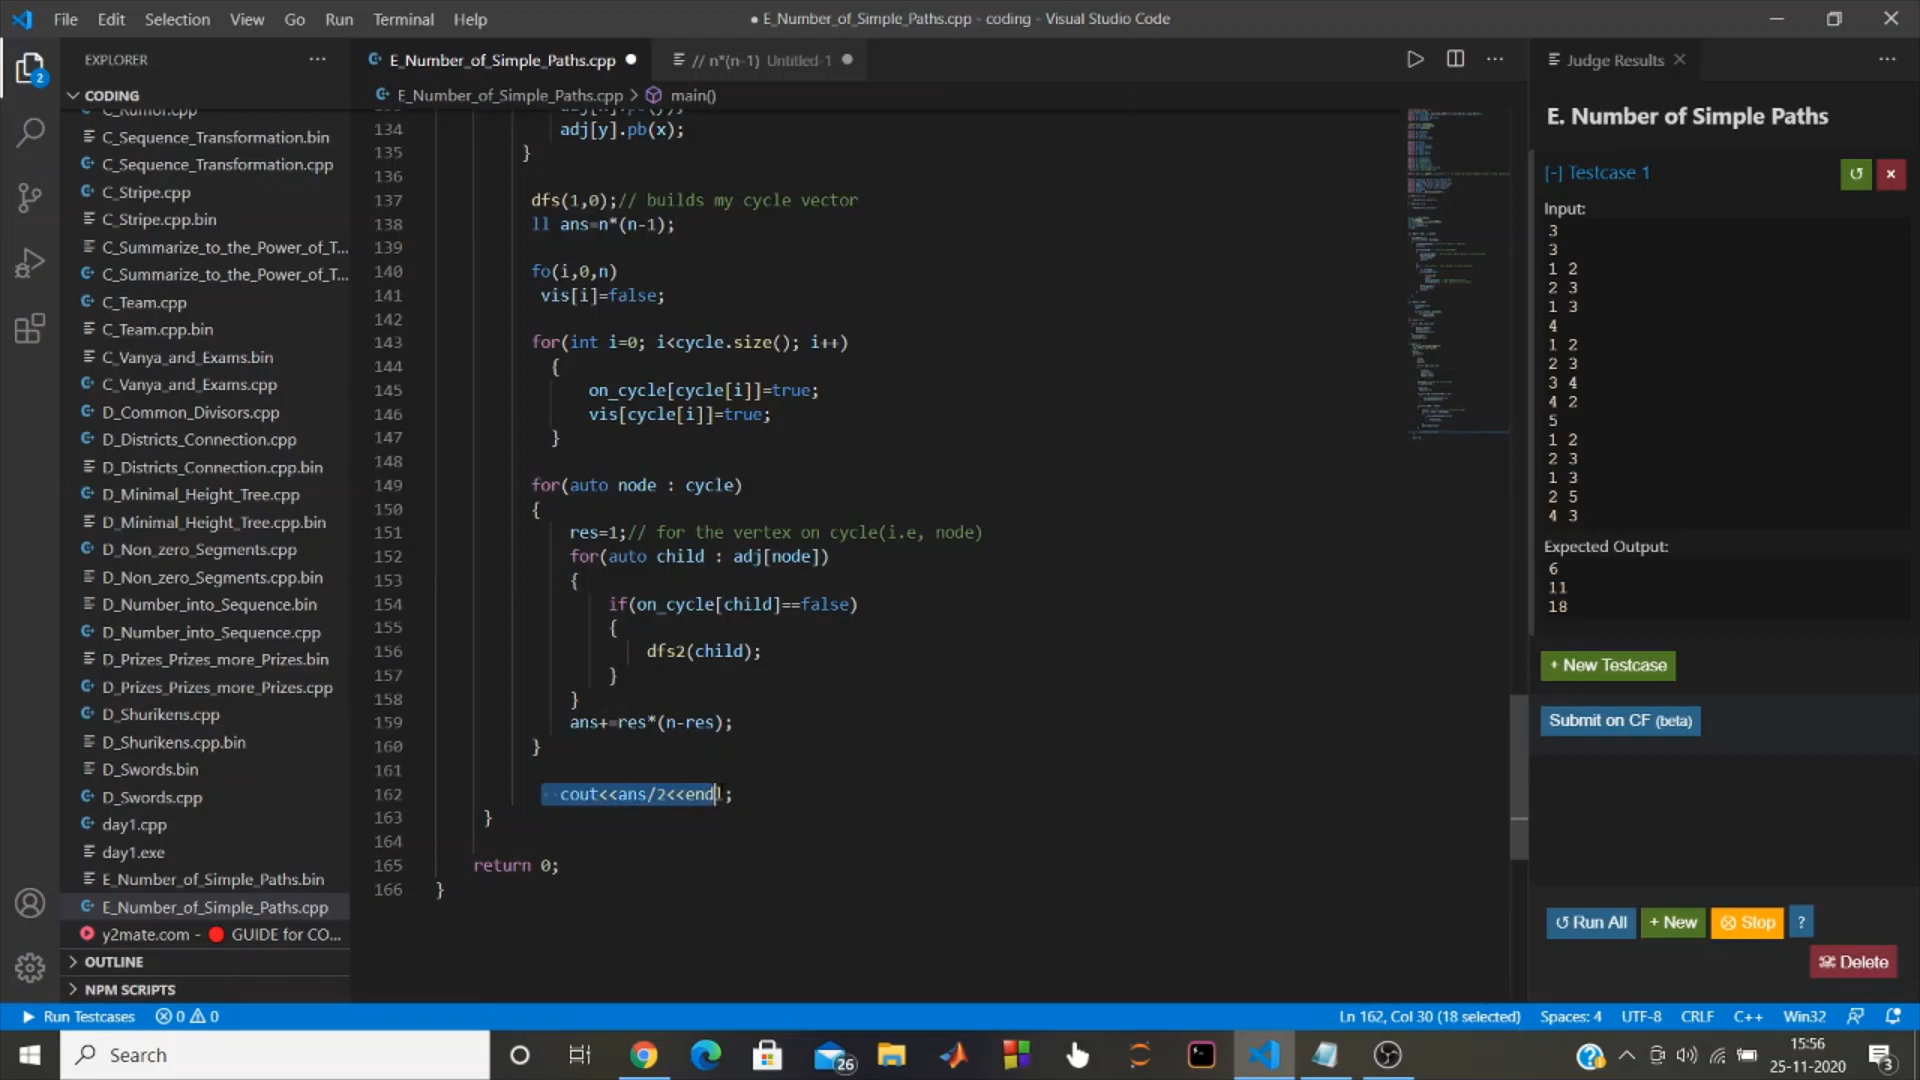 File Edit Selection View Go Run Terminal Help
● E_Number_of_Simple_Paths.cpp - coding - Visual Studio Code
EXPLORER
E_Number_of_Simple_Paths.cpp
// n*(n-1) Untitled-1
Judge Results
CODING
E_Number_of_Simple_Paths.cpp > main()
2
C_Rumor.cpp
C_Sequence_Transformation.bin
C_Sequence_Transformation.cpp
C_Stripe.cpp
C_Stripe.cpp.bin
C_Summarize_to_the_Power_of_T...
C_Summarize_to_the_Power_of_T...
C_Team.cpp
C_Team.cpp.bin
C_Vanya_and_Exams.bin
C_Vanya_and_Exams.cpp
D_Common_Divisors.cpp
D_Districts_Connection.cpp
D_Districts_Connection.cpp.bin
D_Minimal_Height_Tree.cpp
D_Minimal_Height_Tree.cpp.bin
D_Non_zero_Segments.cpp
D_Non_zero_Segments.cpp.bin
D_Number_into_Sequence.bin
D_Number_into_Sequence.cpp
D_Prizes_Prizes_more_Prizes.bin
D_Prizes_Prizes_more_Prizes.cpp
D_Shurikens.cpp
D_Shurikens.cpp.bin
D_Swords.bin
D_Swords.cpp
day1.cpp
day1.exe
E_Number_of_Simple_Paths.bin
E_Number_of_Simple_Paths.cpp
y2mate.com - 🔴 GUIDE for CO...
OUTLINE
NPM SCRIPTS
134 adj[y].pb(x);
135 }
136
137 dfs(1,0);// builds my cycle vector
138 ll ans=n*(n-1);
139
140 fo(i,0,n)
141 vis[i]=false;
142
143 for(int i=0; i<cycle.size(); i++)
144 {
145 on_cycle[cycle[i]]=true;
146 vis[cycle[i]]=true;
147 }
148
149 for(auto node : cycle)
150 {
151 res=1;// for the vertex on cycle(i.e, node)
152 for(auto child : adj[node])
153 {
154 if(on_cycle[child]==false)
155 {
156 dfs2(child);
157 }
158 }
159 ans+=res*(n-res);
160 }
161
162 cout<<ans/2<<endl;
163 }
164
165 return 0;
166 }
E. Number of Simple Paths
[-] Testcase 1
Input:
3
3
1 2
2 3
1 3
4
1 2
2 3
3 4
4 2
5
1 2
2 3
1 3
2 5
4 3
Expected Output:
6
11
18
+ New Testcase
Submit on CF (beta)
Run All
+ New
Stop
?
Delete
Run Testcases 0 0
Ln 162, Col 30 (18 selected) Spaces: 4 UTF-8 CRLF C++ Win32
Search
26
15:56
25-11-2020
3